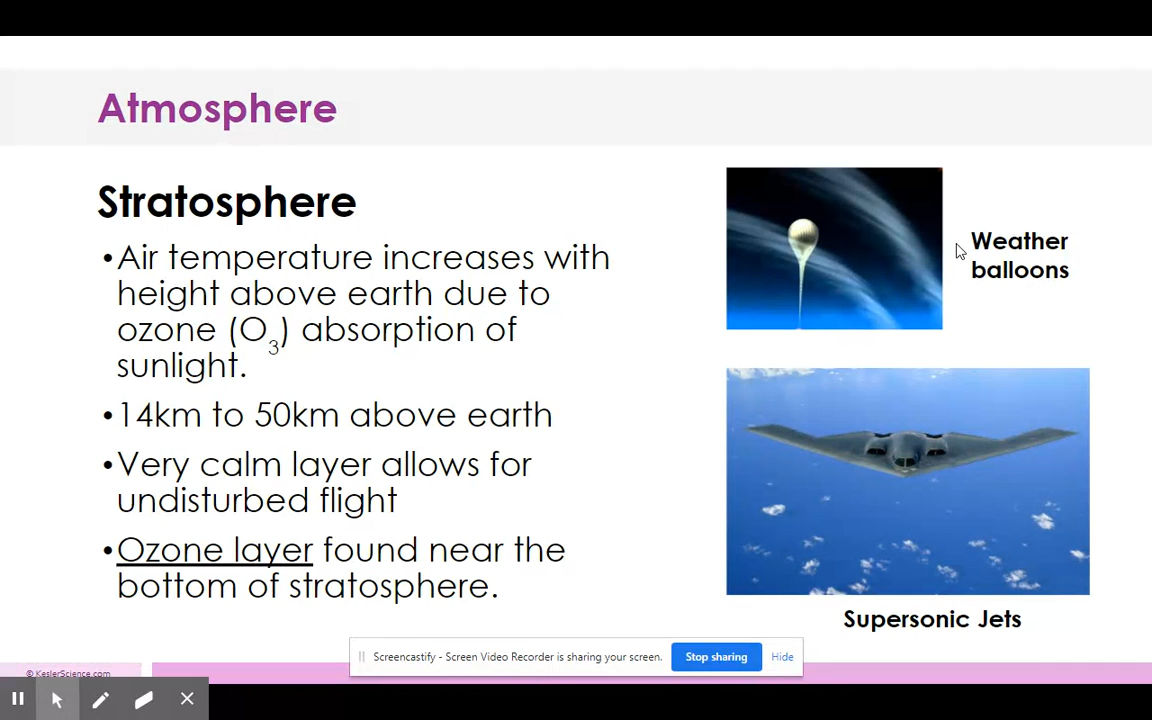 Atmosphere
Stratosphere
•Air temperature increases with
height above earth due to
ozone (O3) absorption of
sunlight.
•14km to 50km above earth
•Very calm layer allows for
undisturbed flight
•Ozone layer found near the
bottom of stratosphere.
Weather
balloons
Supersonic Jets
Screencastify - Screen Video Recorder is sharing your screen.
Stop sharing
Hide
© KeslerScience.com